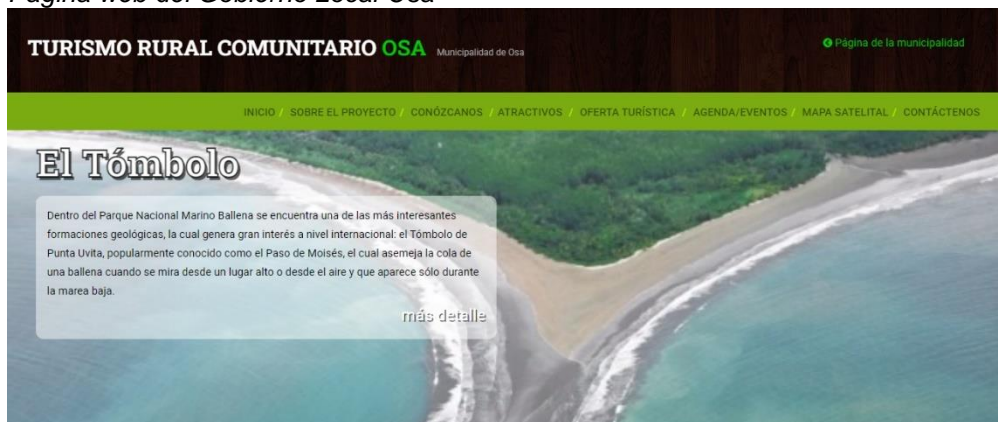 Página web del Gobierno Local Osa
TURISMO RURAL COMUNITARIO OSA Municipalidad de Osa
Página de la municipalidad
INICIO / SOBRE EL PROYECTO / CONÓZCANOS / ATRACTIVOS / OFERTA TURÍSTICA / AGENDA/EVENTOS / MAPA SATELITAL / CONTÁCTENOS
El Tómbolo
Dentro del Parque Nacional Marino Ballena se encuentra una de las más interesantes
formaciones geológicas, la cual genera gran interés a nivel internacional: el Tómbolo de
Punta Uvita, popularmente conocido como el Paso de Moisés, el cual asemeja la cola de
una ballena cuando se mira desde un lugar alto o desde el aire y que aparece sólo durante
la marea baja.
más detalle